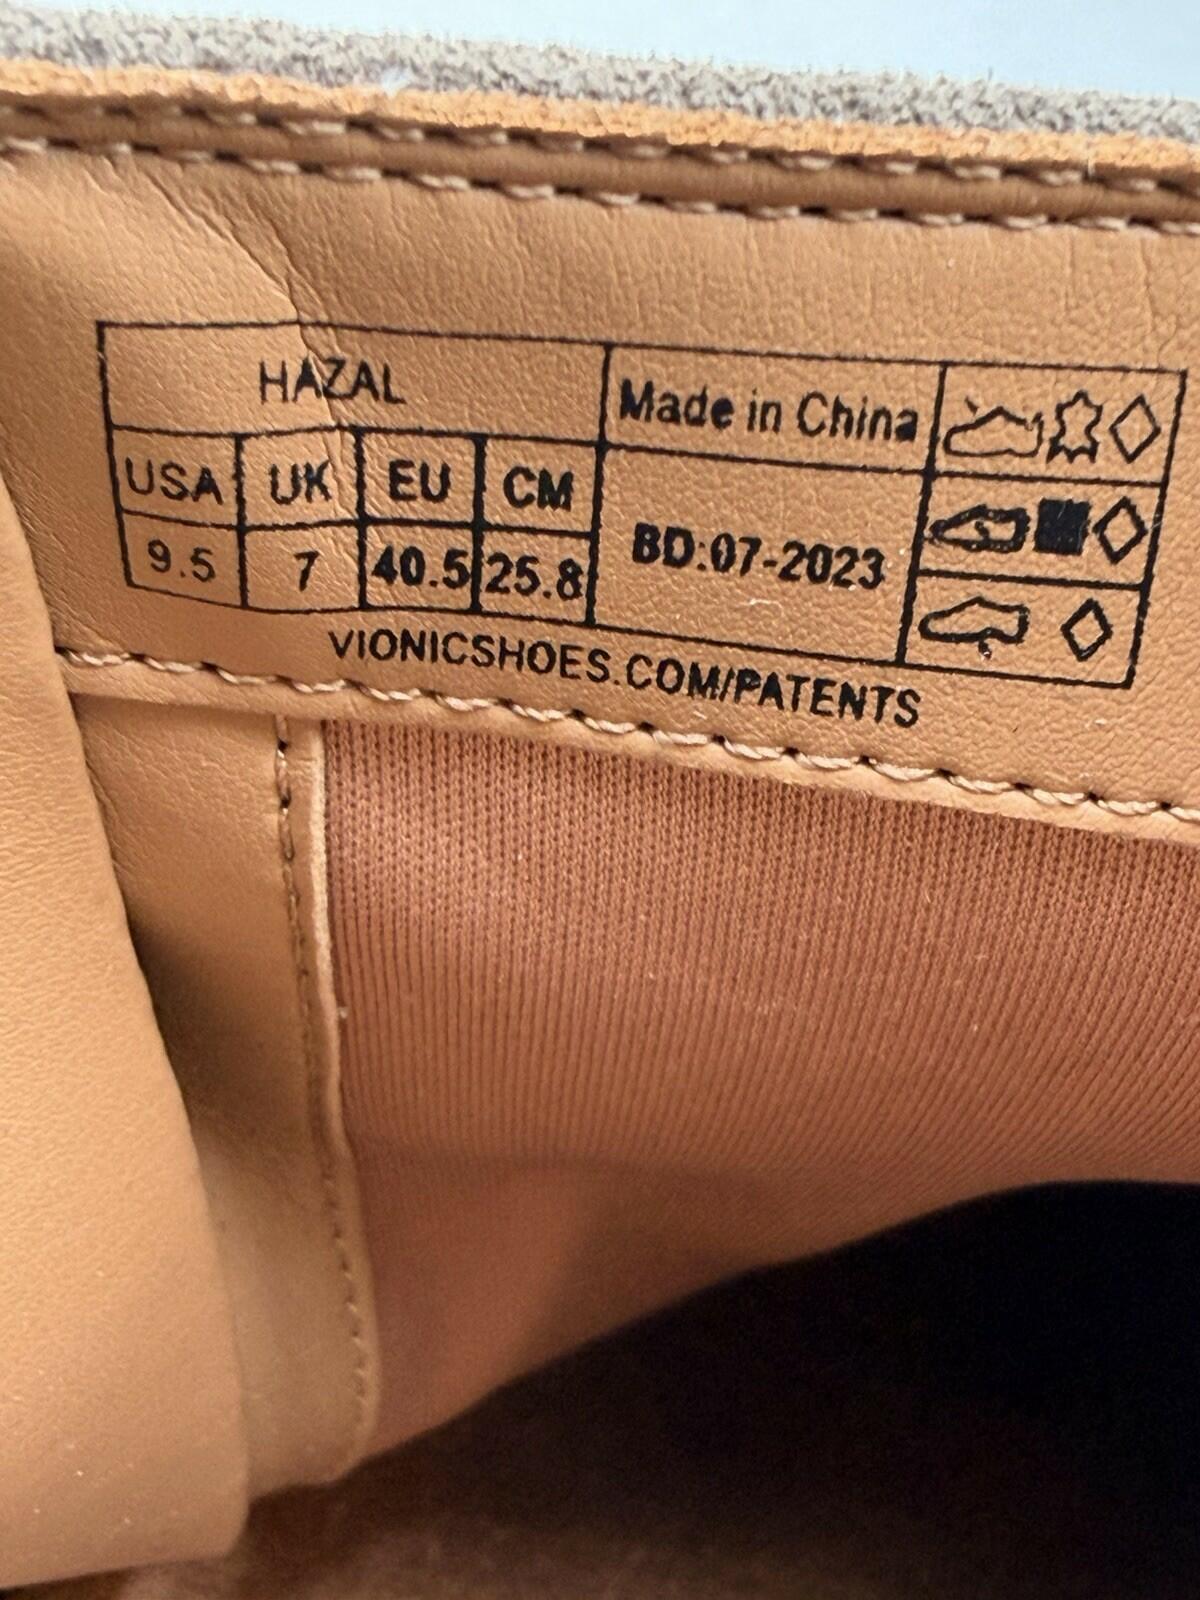 HAZAL
Made in China
USA UK EU CM
9.5 7 40.5 25.8
BD:07-2023
VIONICSHOES.COM/PATENTS